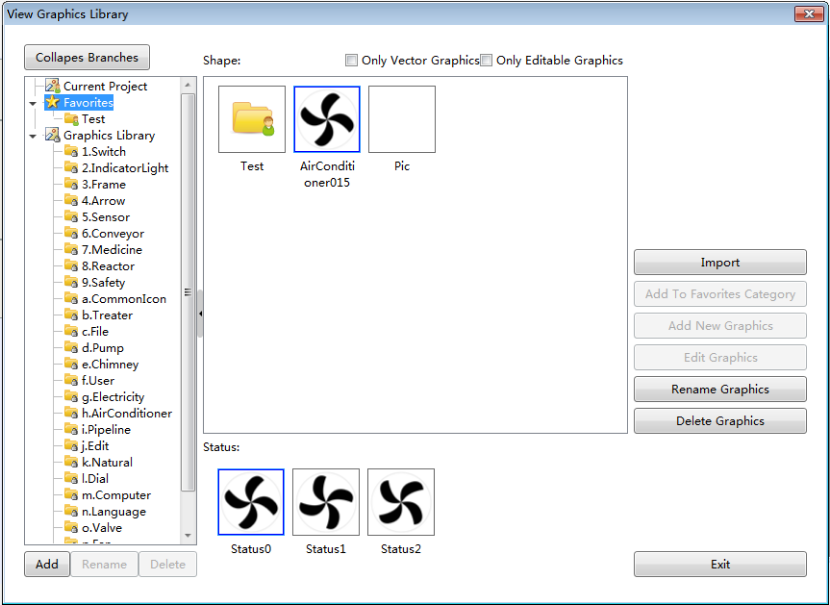 View Graphics Library
Collapes Branches
Shape:
Only Vector Graphics
Only Editable Graphics
Current Project
Favorites
Test
Graphics Library
1.Switch
2.IndicatorLight
3.Frame
4.Arrow
5.Sensor
6.Conveyor
7.Medicine
8.Reactor
9.Safety
a.CommonIcon
b.Treater
c.File
d.Pump
e.Chimney
f.User
g.Electricity
h.AirConditioner
i.Pipeline
j.Edit
k.Natural
l.Dial
m.Computer
n.Language
o.Valve
Add
Rename
Delete
Test
AirConditi
oner015
Pic
Status:
Status0
Status1
Status2
Import
Add To Favorites Category
Add New Graphics
Edit Graphics
Rename Graphics
Delete Graphics
Exit